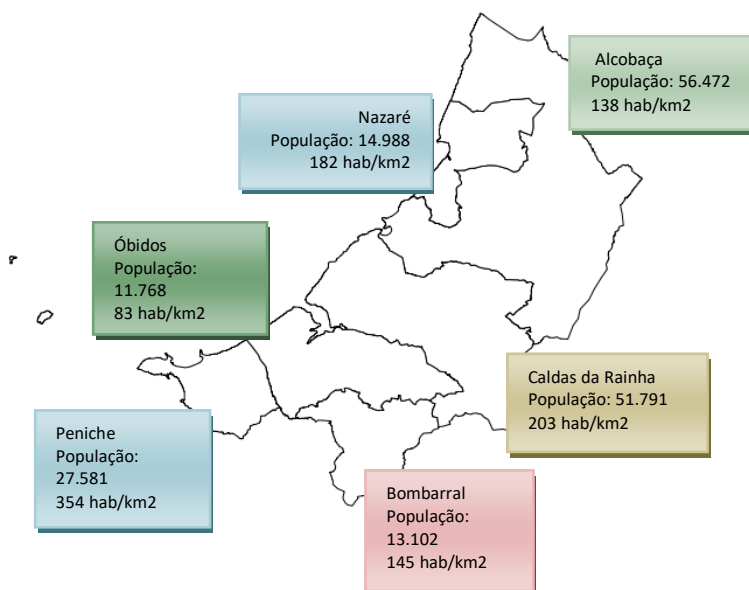 Alcobaça
População: 56.472
138 hab/km2
Nazaré
População: 14.988
182 hab/km2
Óbidos
População:
11.768
83 hab/km2
Caldas da Rainha
População: 51.791
203 hab/km2
Peniche
População:
27.581
354 hab/km2
Bombarral
População:
13.102
145 hab/km2